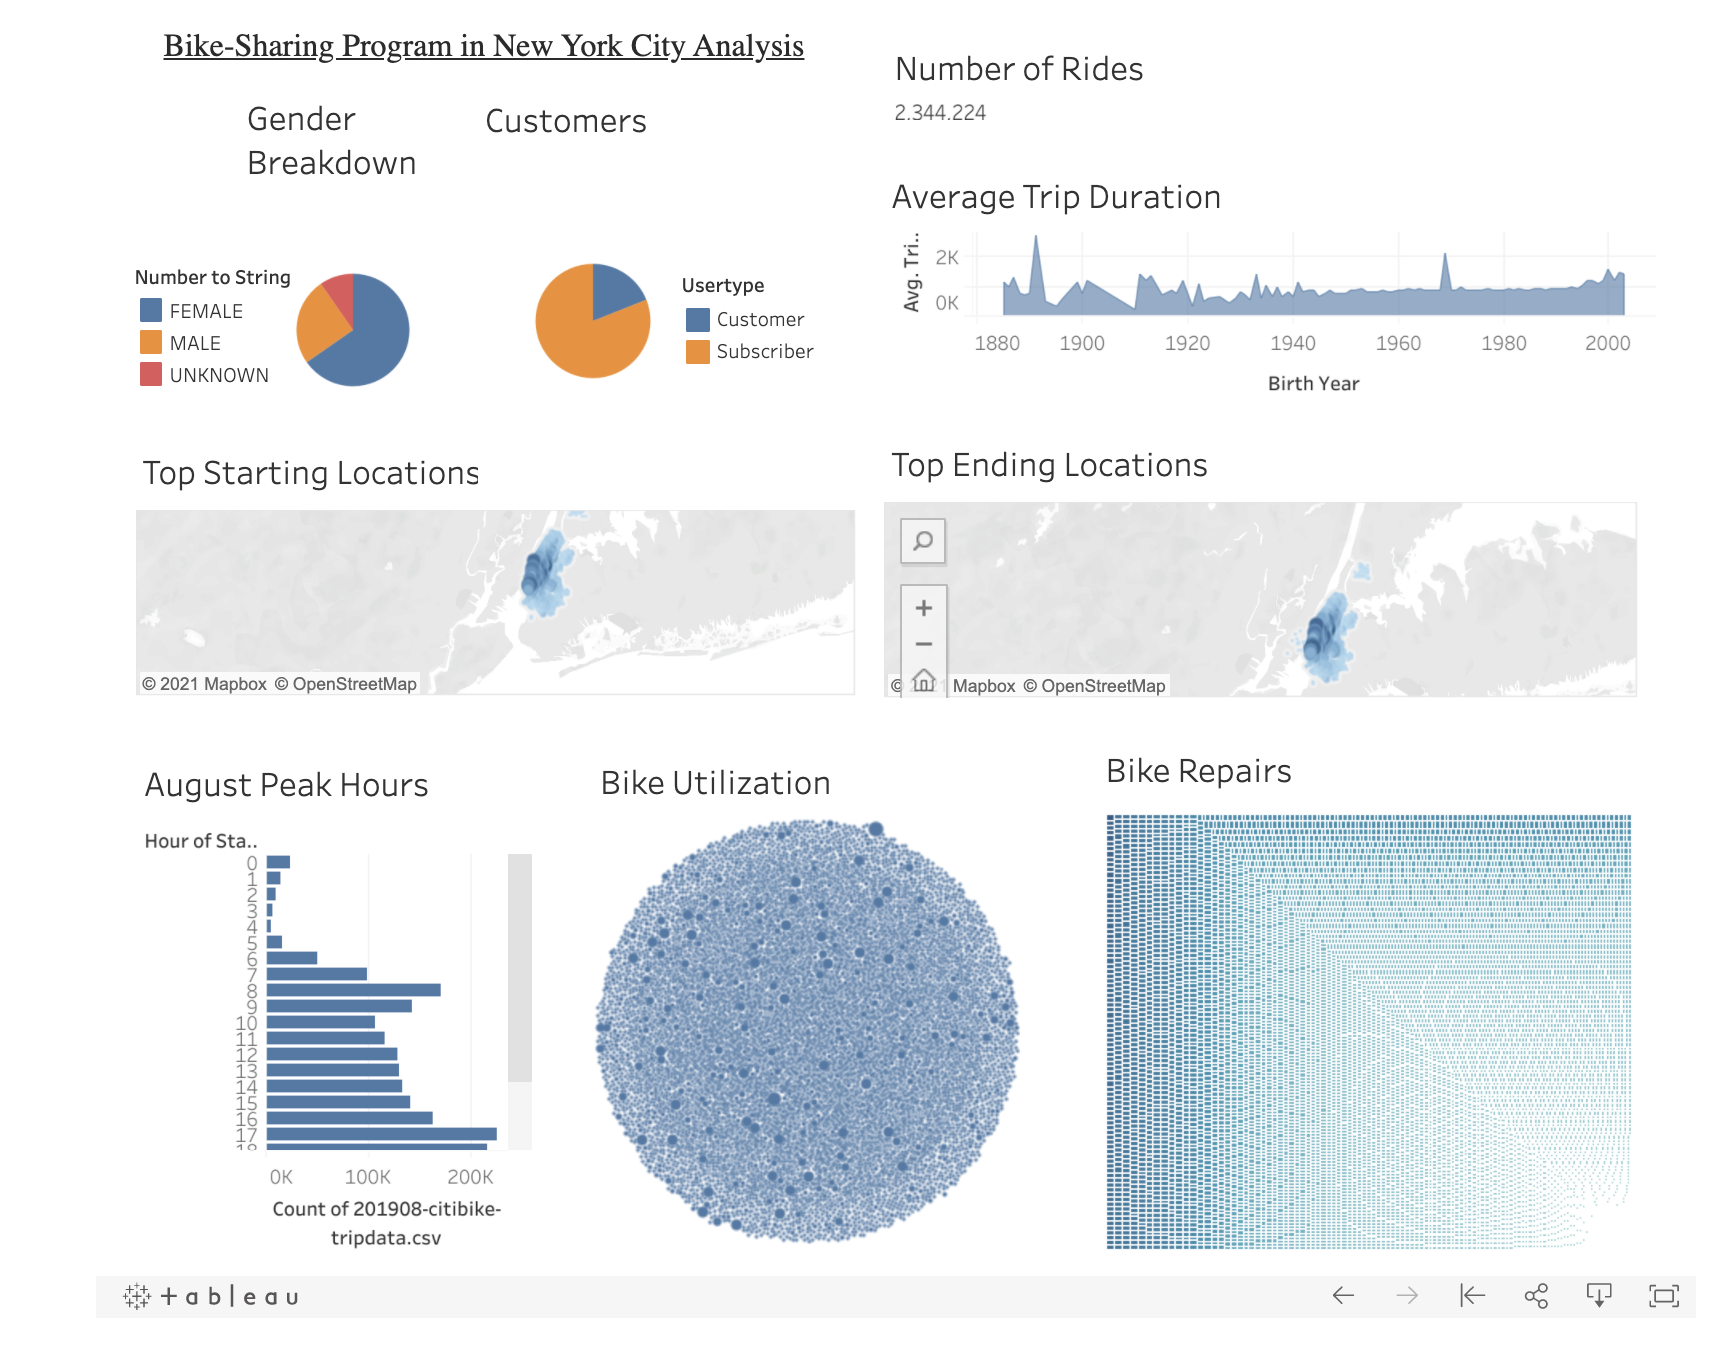 Bike-Sharing Program in New York City Analysis
Number of Rides
2.344.224
Gender
Breakdown
Customers
Number to String
FEMALE
MALE
UNKNOWN
Usertype
Customer
Subscriber
Average Trip Duration
Avg. Tri..
2K
0K
1880 1900 1920 1940 1960 1980 2000
Birth Year
Top Starting Locations
© 2021 Mapbox © OpenStreetMap
Top Ending Locations
+
−
© 2021 Mapbox © OpenStreetMap
August Peak Hours
Hour of Sta..
0
1
2
3
4
5
6
7
8
9
10
11
12
13
14
15
16
17
18
0K 100K 200K
Count of 201908-citibike-
tripdata.csv
Bike Utilization
Bike Repairs
+ableau